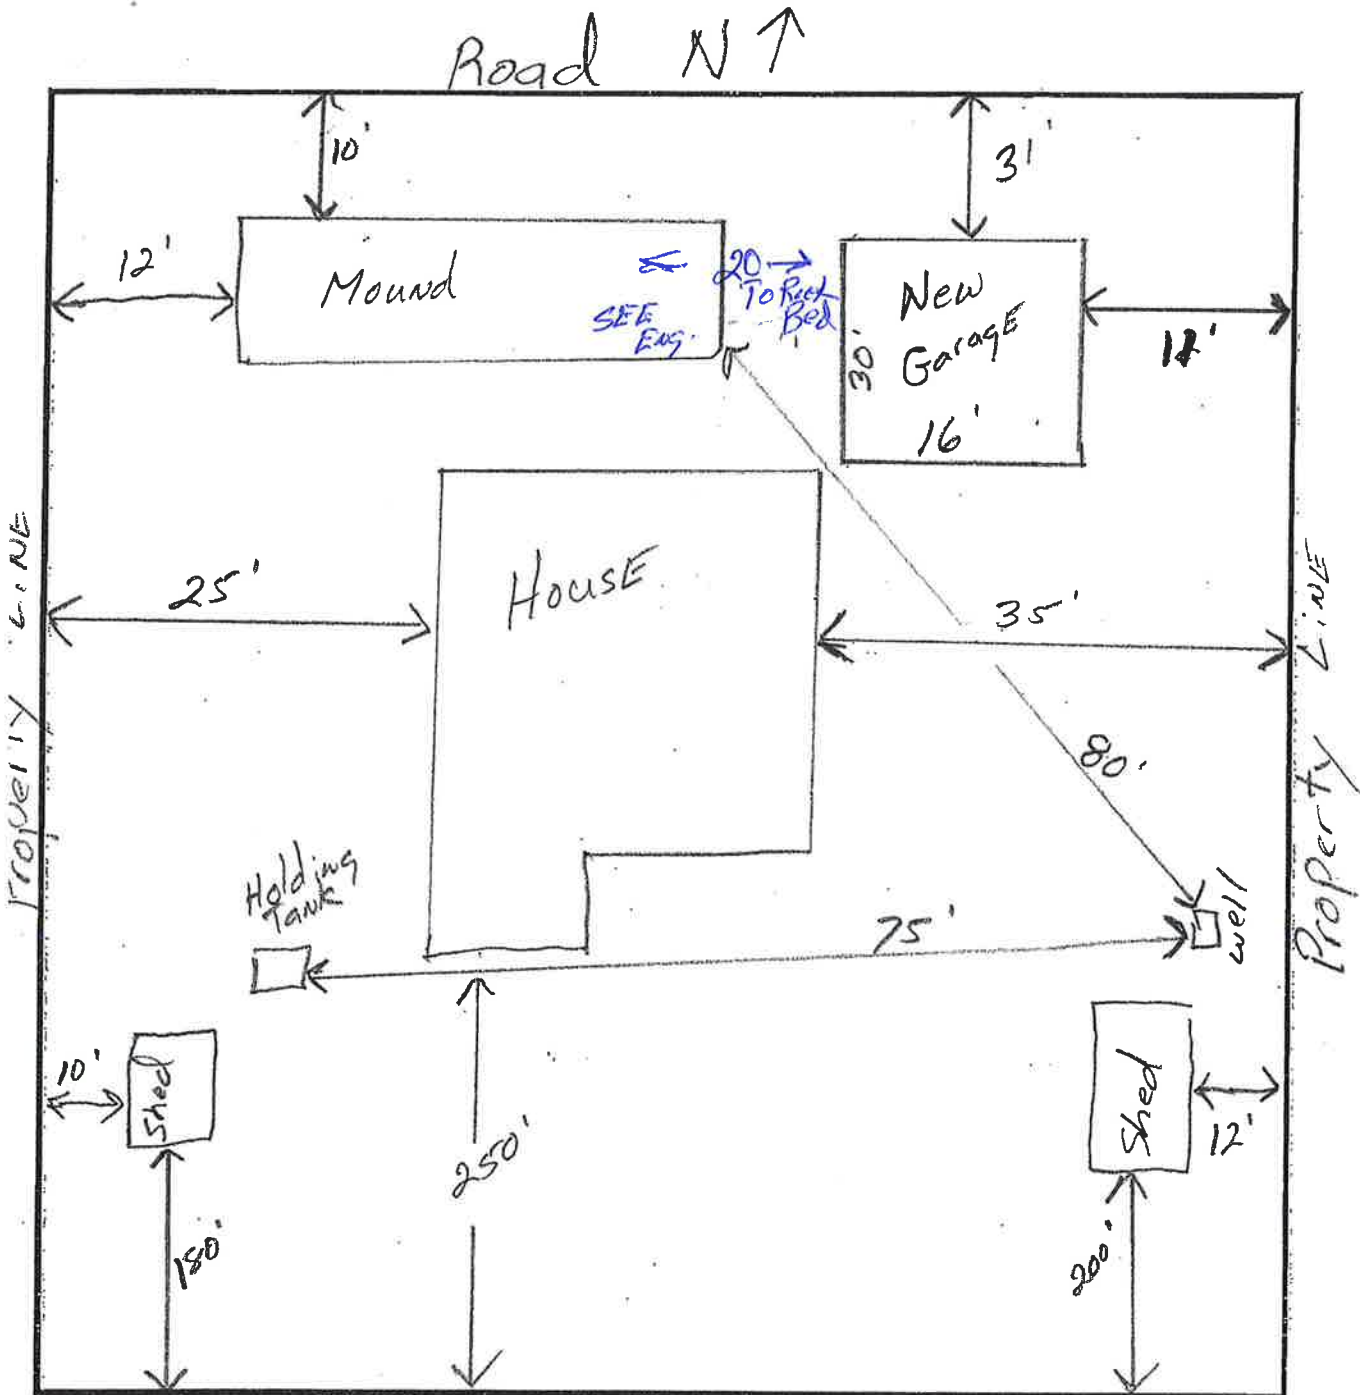 Road N
10'
31'
12'
Mound
20
To Rock
Bed
SEE
ENG.
New
Garage
30'
16'
Property LINE
25'
House
35'
Property LiNE
80'
Holding
Tank
75'
well
10'
Shed
250'
Shed
12'
180'
200'